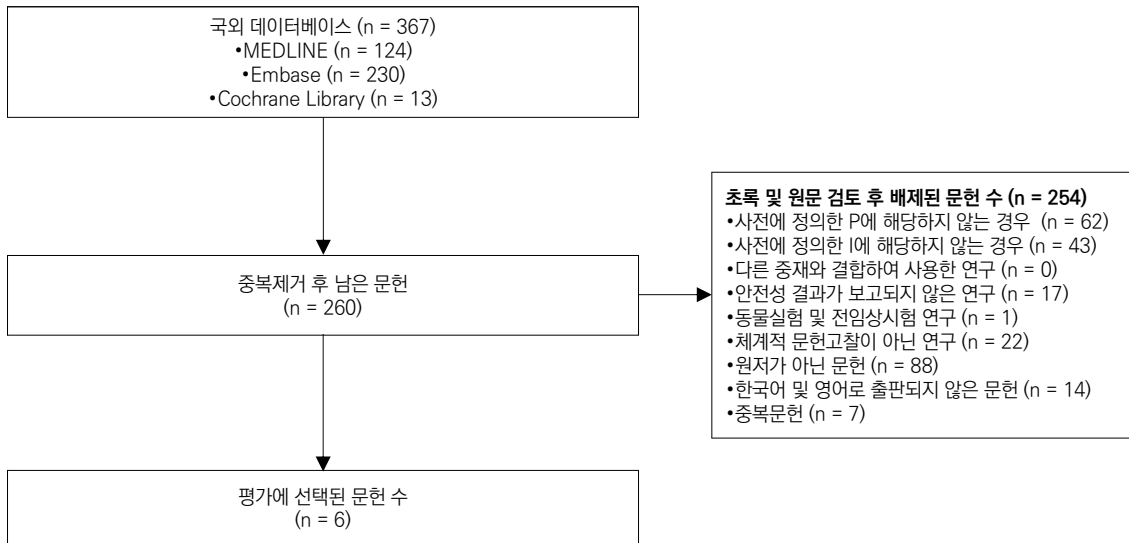 국외 데이터베이스 (n = 367)
•MEDLINE (n = 124)
•Embase (n = 230)
•Cochrane Library (n = 13)
중복제거 후 남은 문헌
(n = 260)
초록 및 원문 검토 후 배제된 문헌 수 (n = 254)
•사전에 정의한 P에 해당하지 않는 경우 (n = 62)
•사전에 정의한 I에 해당하지 않는 경우 (n = 43)
•다른 중재와 결합하여 사용한 연구 (n = 0)
•안전성 결과가 보고되지 않은 연구 (n = 17)
•동물실험 및 전임상시험 연구 (n = 1)
•체계적 문헌고찰이 아닌 연구 (n = 22)
•원저가 아닌 문헌 (n = 88)
•한국어 및 영어로 출판되지 않은 문헌 (n = 14)
•중복문헌 (n = 7)
평가에 선택된 문헌 수
(n = 6)